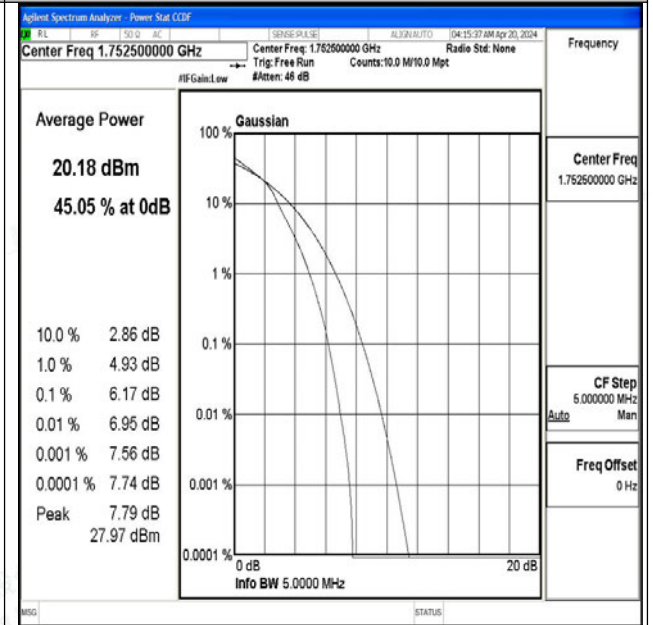 Agilent Spectrum Analyzer - Power Stat CCDF
RL RF 50 Ω AC SENSE:PULSE ALIGN AUTO 04:15:37 AM Apr 20, 2024
Center Freq 1.752500000 GHz
Center Freq: 1.752500000 GHz Radio Std: None
Trig: Free Run Counts:10.0 M/10.0 Mpt
#IFGain:Low #Atten: 46 dB
Frequency
Average Power
20.18 dBm
45.05 % at 0dB
10.0 % 2.86 dB
1.0 % 4.93 dB
0.1 % 6.17 dB
0.01 % 6.95 dB
0.001 % 7.56 dB
0.0001 % 7.74 dB
Peak 7.79 dB
27.97 dBm
Gaussian
100 %
10 %
1 %
0.1 %
0.01 %
0.001 %
0.0001 %
0 dB 20 dB
Info BW 5.0000 MHz
Center Freq
1.752500000 GHz
CF Step
5.000000 MHz
Auto Man
Freq Offset
0 Hz
MSG STATUS